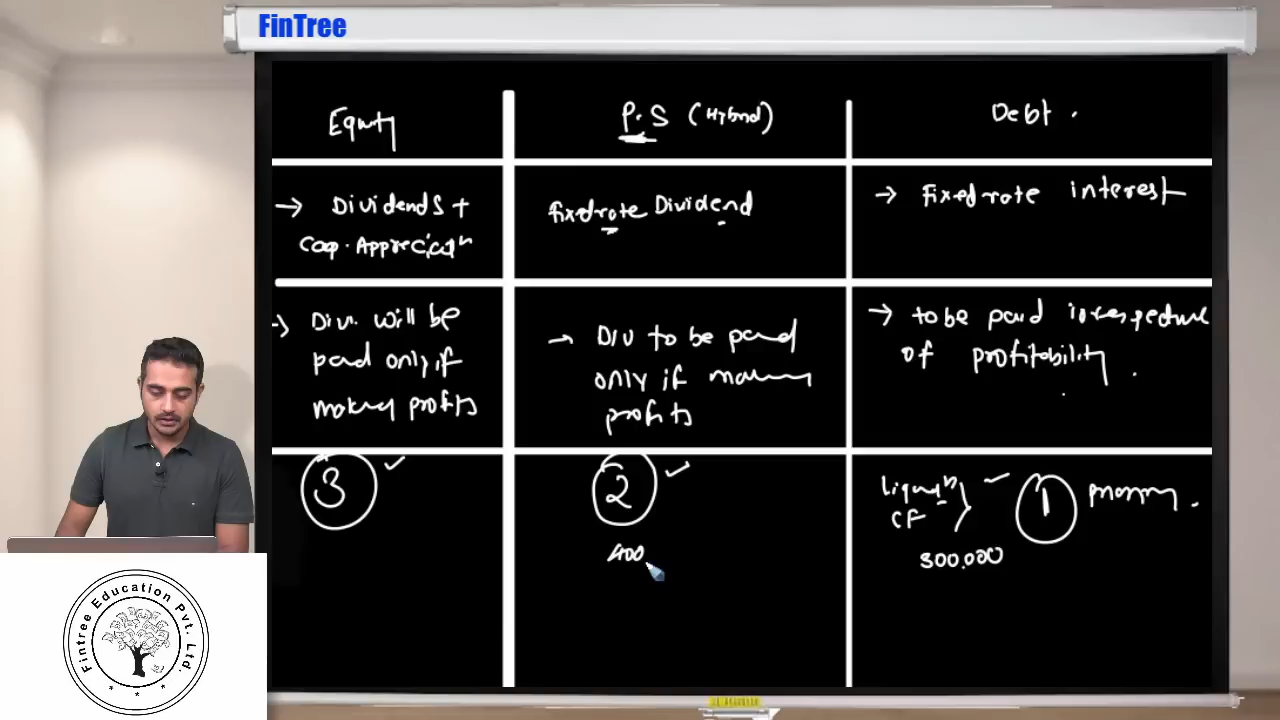 FinTree
Equity
P.S (Hybrid)
Debt.
→ Dividends +
Cap. Appreciatn
fixed rate Dividend
→ fixed rate interest
→ Div. will be
paid only if
making profits
→ Div to be paid
only if making
profits
→ to be paid irrespective
of profitability.
3 ✓
2 ✓
400
Liquatn
CF } ✓ 1
300,000
Fintree Education Pvt. Ltd.